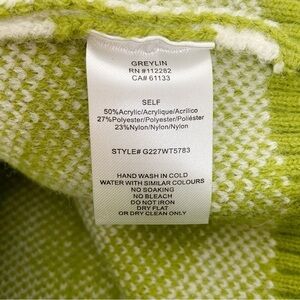 GREYLIN
RN #112282
CA# 61133
SELF
50%Acrylic/Acrylique/Acrilico
27%Polyester/Polyester/Poliéster
23%Nylon/Nylon/Nylon
STYLE# G227WT5783
HAND WASH IN COLD
WATER WITH SIMILAR COLOURS
NO SOAKING
NO BLEACH
DO NOT IRON
DRY FLAT
OR DRY CLEAN ONLY